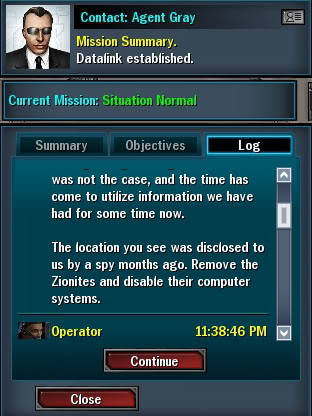 Contact: Agent Gray
Mission Summary.
Datalink established.
Current Mission: Situation Normal
Summary
Objectives
Log
was not the case, and the time has
come to utilize information we have
had for some time now.
The location you see was disclosed to
us by a spy months ago. Remove the
Zionites and disable their computer
systems.
Operator 11:38:46 PM
Continue
Close